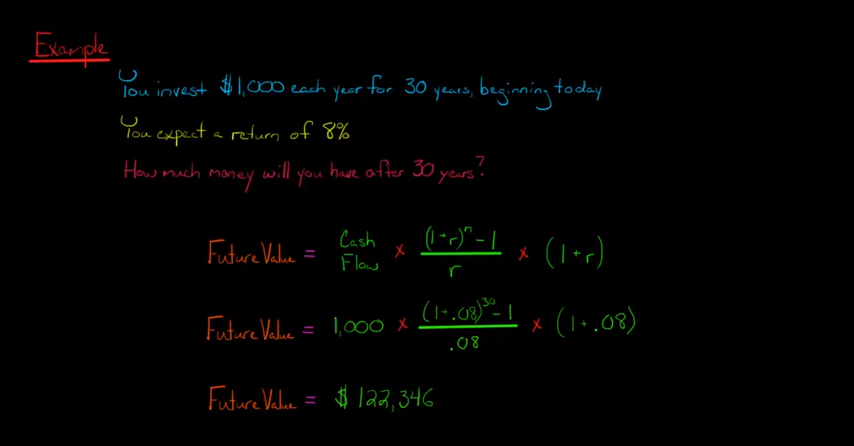 Example
You invest $1,000 each year for 30 years, beginning today
You expect a return of 8%
How much money will you have after 30 years?
Future Value = Cash Flow × (1+r)^n - 1 / r × (1+r)
Future Value = 1,000 × (1+.08)^30 - 1 / .08 × (1+.08)
Future Value = $122,346